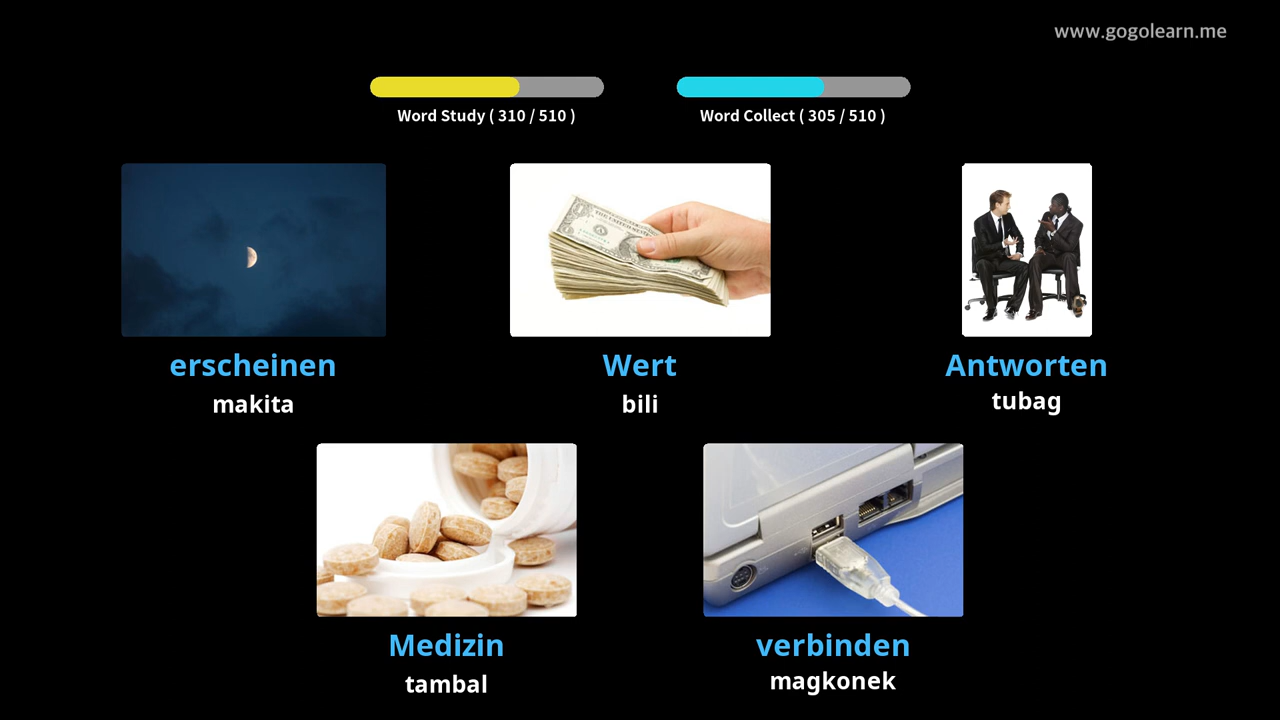 www.gogolearn.me
Word Study ( 310 / 510 )
Word Collect ( 305 / 510 )
erscheinen
makita
Wert
bili
Antworten
tubag
Medizin
tambal
verbinden
magkonek